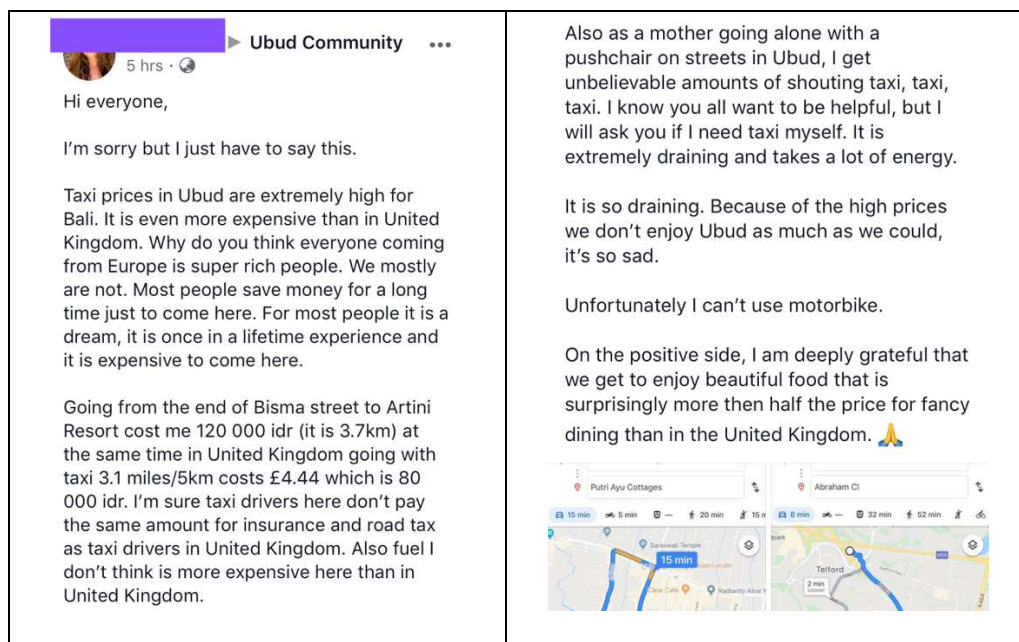 Ubud Community
5 hrs ·
Hi everyone,
I'm sorry but I just have to say this.
Taxi prices in Ubud are extremely high for
Bali. It is even more expensive than in United
Kingdom. Why do you think everyone coming
from Europe is super rich people. We mostly
are not. Most people save money for a long
time just to come here. For most people it is a
dream, it is once in a lifetime experience and
it is expensive to come here.
Going from the end of Bisma street to Artini
Resort cost me 120 000 idr (it is 3.7km) at
the same time in United Kingdom going with
taxi 3.1 miles/5km costs £4.44 which is 80
000 idr. I'm sure taxi drivers here don't pay
the same amount for insurance and road tax
as taxi drivers in United Kingdom. Also fuel I
don't think is more expensive here than in
United Kingdom.
Also as a mother going alone with a
pushchair on streets in Ubud, I get
unbelievable amounts of shouting taxi, taxi,
taxi. I know you all want to be helpful, but I
will ask you if I need taxi myself. It is
extremely draining and takes a lot of energy.
It is so draining. Because of the high prices
we don't enjoy Ubud as much as we could,
it's so sad.
Unfortunately I can't use motorbike.
On the positive side, I am deeply grateful that
we get to enjoy beautiful food that is
surprisingly more then half the price for fancy
dining than in the United Kingdom. 🙏
Putri Ayu Cottages
15 min 5 min — 20 min 15
Saraswati Temple
15 min
Clear Cafe
Radiantly Alive
Abraham Cl
8 min — 32 min 52 min
Telford
2 min